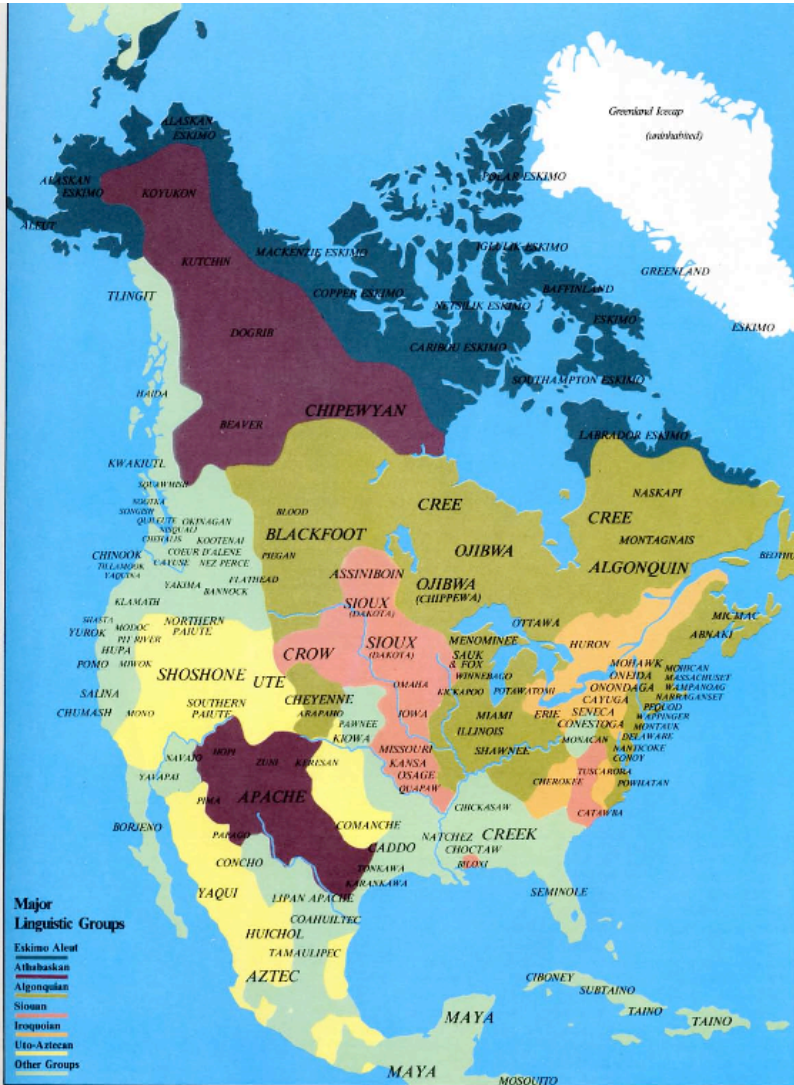 Greenland Icecap
(uninhabited)
ALASKAN
ESKIMO
POLAR ESKIMO
ALASKAN
ESKIMO
KOYUKON
ALEUT
IGLULIK ESKIMO
MACKENZIE ESKIMO
KUTCHIN
GREENLAND
BAFFINLAND
TLINGIT
COPPER ESKIMO
NETSILIK ESKIMO
ESKIMO
ESKIMO
DOGRIB
CARIBOU ESKIMO
SOUTHAMPTON ESKIMO
HAIDA
CHIPEWYAN
BEAVER
LABRADOR ESKIMO
KWAKIUTL
SQUAWHISH
NASKAPI
NOOTKA
SONGISH
BLOOD
CREE
CREE
QUILEUTE
OKINAGAN
NISQUALI
CHEHALIS
KOOTENAI
BLACKFOOT
MONTAGNAIS
CHINOOK
COEUR D'ALENE
PIEGAN
OJIBWA
TILLAMOOK
CAYUSE
NEZ PERCE
ALGONQUIN
YAQUINA
YAKIMA
FLATHEAD
ASSINIBOIN
OJIBWA
(CHIPPEWA)
BANNOCK
KLAMATH
SIOUX
(DAKOTA)
MICMAC
SHASTA
NORTHERN
PAIUTE
OTTAWA
ABNAKI
YUROK
MODOC
PIT RIVER
SIOUX
(DAKOTA)
MENOMINEE
HURON
HUPA
CROW
SAUK
& FOX
MOHAWK
MOHICAN
POMO
MIWOK
SHOSHONE
UTE
WINNEBAGO
ONEIDA
MASSACHUSET
ONONDAGA
WAMPANOAG
SALINA
CHEYENNE
OMAHA
KICKAPOO
POTAWATOMI
CAYUGA
NARRAGANSET
PEQUOD
CHUMASH
MONO
SOUTHERN
PAIUTE
ARAPAHO
IOWA
MIAMI
ERIE
SENECA
WAPPINGER
PAWNEE
CONESTOGA
MONTAUK
KIOWA
ILLINOIS
DELAWARE
MONACAN
NAVAJO
HOPI
MISSOURI
SHAWNEE
NANTICOKE
ZUNI
KERESAN
KANSA
CONOY
YAVAPAI
OSAGE
CHEROKEE
TUSCARORA
QUAPAW
POWHATAN
PIMA
APACHE
CHICKASAW
CATAWBA
BORJENO
COMANCHE
PAPAGO
NATCHEZ
CREEK
CADDO
CHOCTAW
CONCHO
TONKAWA
BILOXI
YAQUI
KARANKAWA
LIPAN APACHE
SEMINOLE
COAHUILTEC
HUICHOL
TAMAULIPEC
AZTEC
CIBONEY
SUBTAINO
TAINO
TAINO
MAYA
MAYA
MOSQUITO
Major
Linguistic Groups
Eskimo Aleut
Athabaskan
Algonquian
Siouan
Iroquoian
Uto-Aztecan
Other Groups